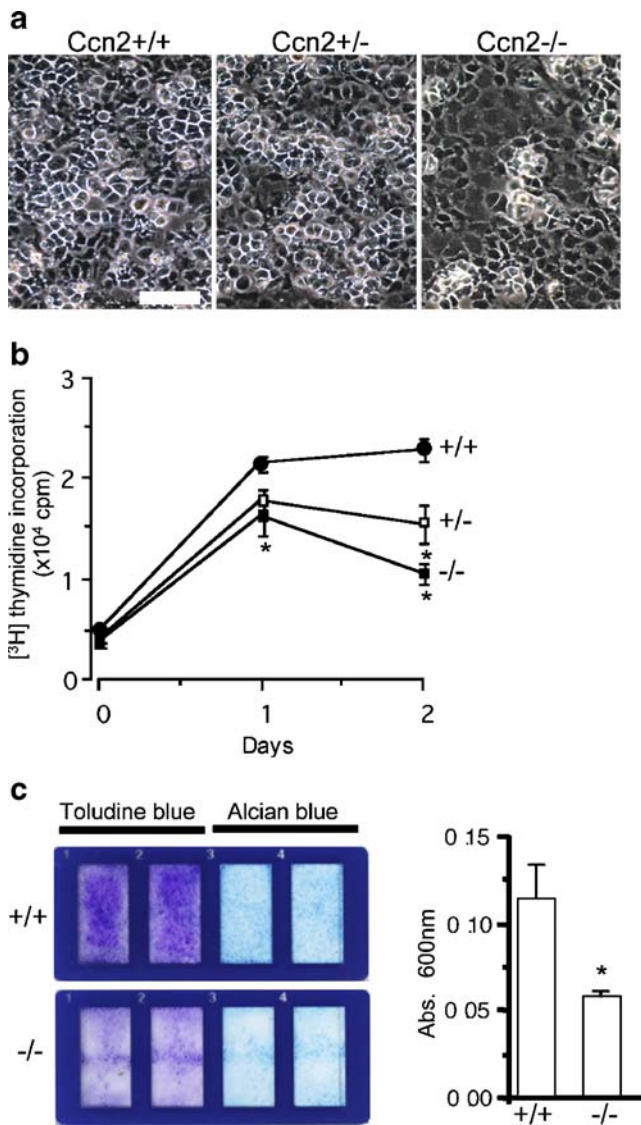 a
Ccn2+/+ Ccn2+/- Ccn2-/-
b
[³H] thymidine incorporation
(x10⁴ cpm)
3
2
1
0
+/+
+/-
*
*
-/-
*
0 1 2
Days
c
Toludine blue Alcian blue
1 2 3 4
+/+
1 2 3 4
-/-
Abs. 600nm
0 15
0 10
0 05
0 00
*
+/+ -/-